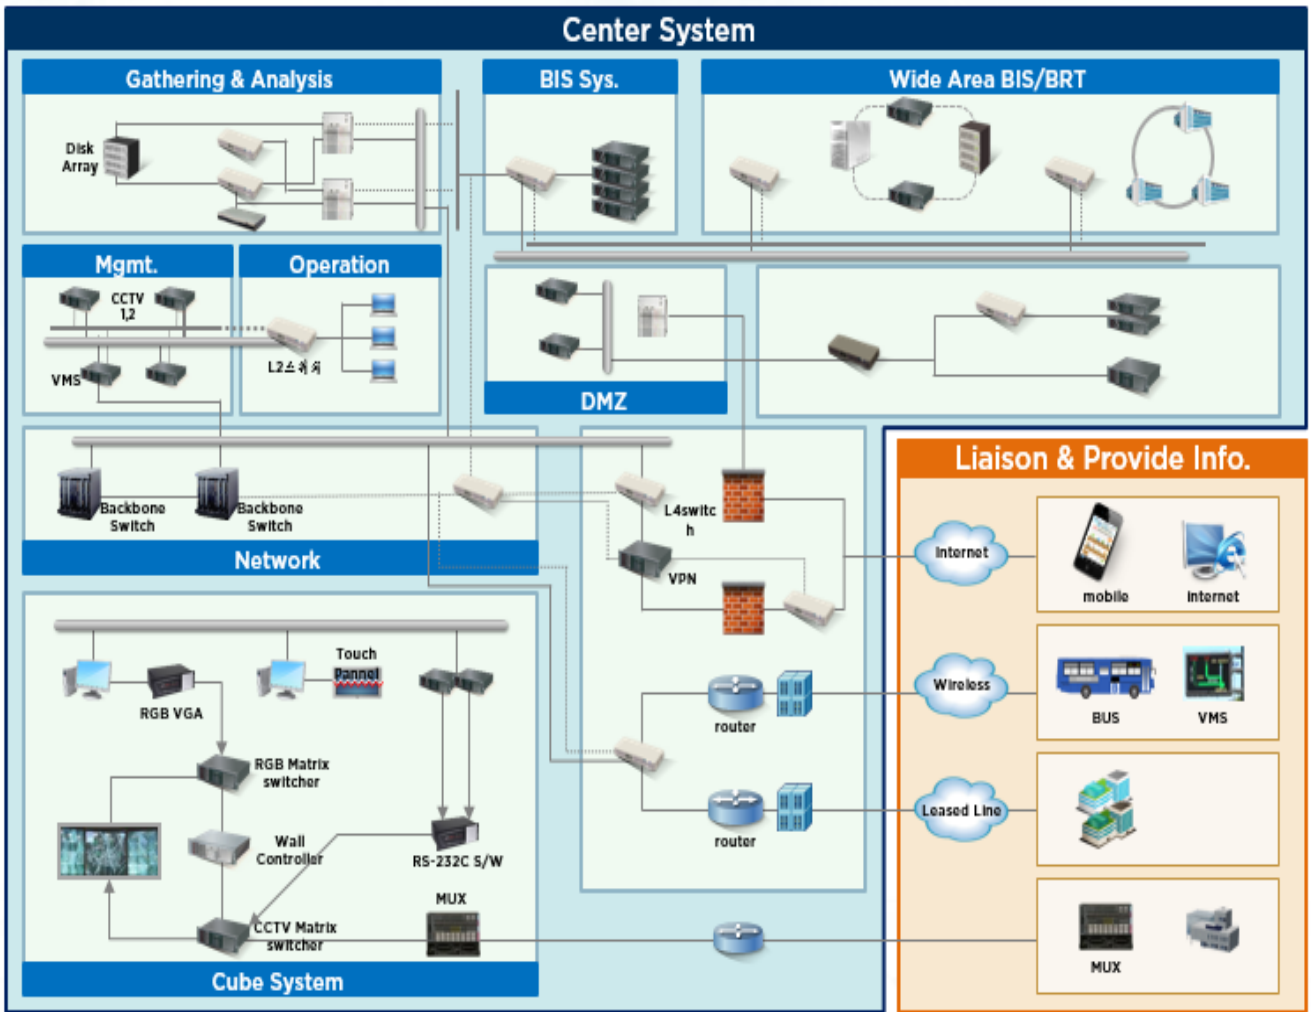 Center System
Gathering & Analysis
BIS Sys.
Wide Area BIS/BRT
Disk
Array
Mgmt.
Operation
CCTV
1,2
VMS
L2스위치
DMZ
Backbone
Switch
Backbone
Switch
Network
L4switc
h
VPN
Liaison & Provide Info.
Internet
mobile
internet
Touch
Pannel
RGB VGA
RGB Matrix
switcher
Wall
Controller
RS-232C S/W
MUX
CCTV Matrix
switcher
Cube System
router
router
Wireless
BUS
VMS
Leased Line
MUX